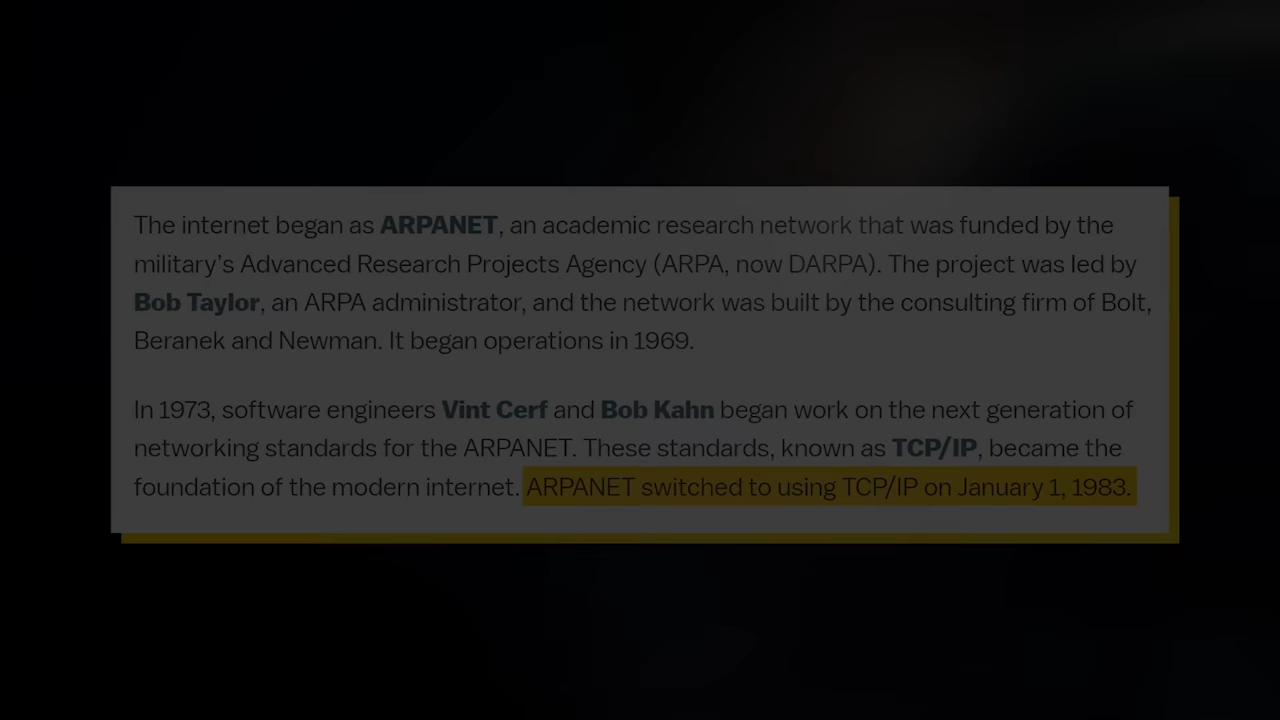 The internet began as ARPANET, an academic research network that was funded by the
military’s Advanced Research Projects Agency (ARPA, now DARPA). The project was led by
Bob Taylor, an ARPA administrator, and the network was built by the consulting firm of Bolt,
Beranek and Newman. It began operations in 1969.
In 1973, software engineers Vint Cerf and Bob Kahn began work on the next generation of
networking standards for the ARPANET. These standards, known as TCP/IP, became the
foundation of the modern internet. ARPANET switched to using TCP/IP on January 1, 1983.